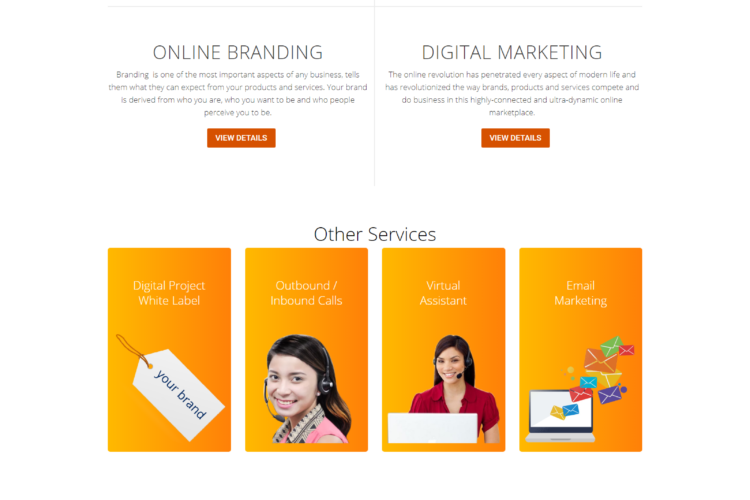 ONLINE BRANDING
Branding is one of the most important aspects of any business, tells
them what they can expect from your products and services. Your brand
is derived from who you are, who you want to be and who people
perceive you to be.
VIEW DETAILS
DIGITAL MARKETING
The online revolution has penetrated every aspect of modern life and
has revolutionized the way brands, products and services compete and
do business in this highly-connected and ultra-dynamic online
marketplace.
VIEW DETAILS
Other Services
Digital Project
White Label
your brand
Outbound /
Inbound Calls
Virtual
Assistant
Email
Marketing